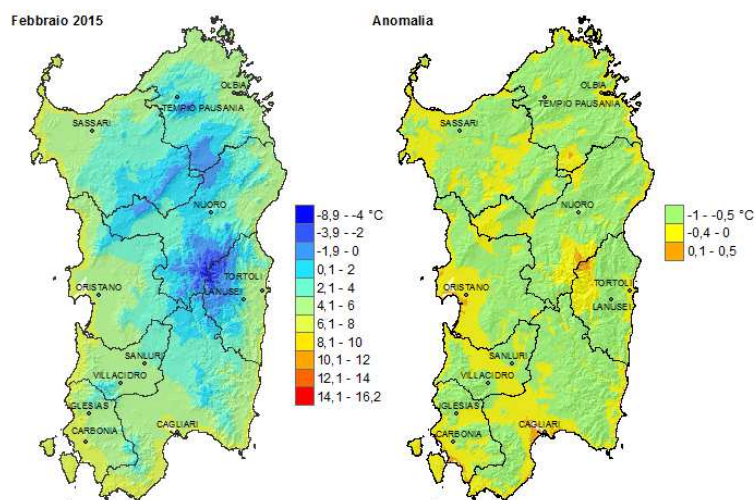 Febbraio 2015
Anomalia
OLBIA
TEMPIO PAUSANIA
SASSARI
NUORO
ORISTANO
TORTOLI
LANUSEI
SANLURI
VILLACIDRO
IGLESIAS
CARBONIA
CAGLIARI
-8,9 - -4 °C
-3,9 - -2
-1,9 - 0
0,1 - 2
2,1 - 4
4,1 - 6
6,1 - 8
8,1 - 10
10,1 - 12
12,1 - 14
14,1 - 16,2
OLBIA
TEMPIO PAUSANIA
SASSARI
NUORO
ORISTANO
TORTOLI
LANUSEI
SANLURI
VILLACIDRO
IGLESIAS
CARBONIA
CAGLIARI
-1 - -0,5 °C
-0,4 - 0
0,1 - 0,5